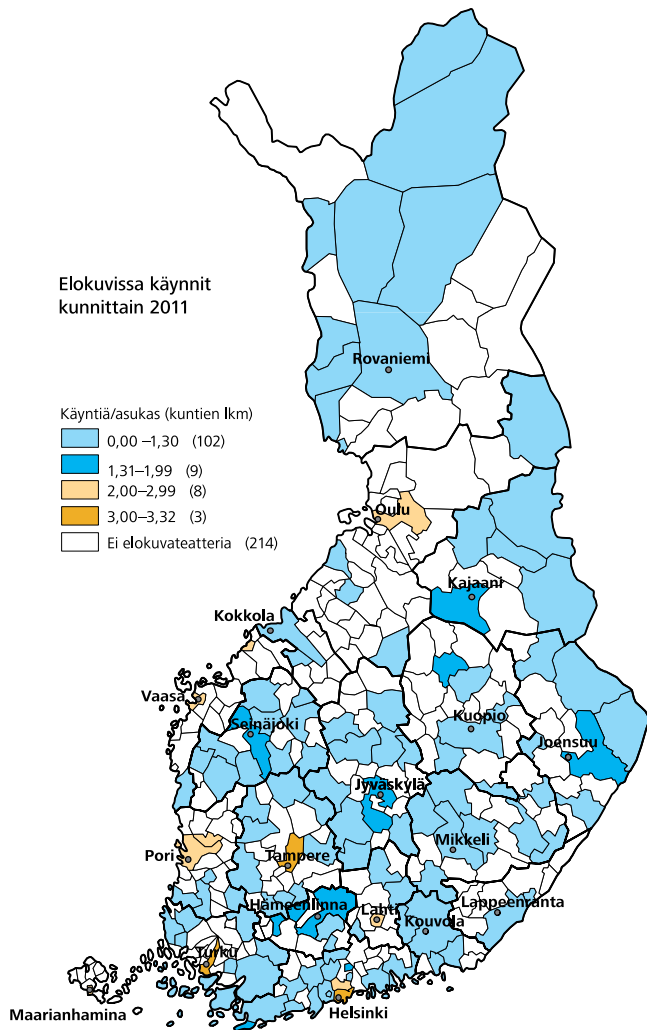 Elokuvissa käynnit
kunnittain 2011
Rovaniemi
Käyntiä/asukas (kuntien lkm)
0,00 –1,30 (102)
1,31–1,99 (9)
2,00–2,99 (8)
3,00–3,32 (3)
Ei elokuvateatteria (214)
Oulu
Kajaani
Kokkola
Vaasa
Seinäjoki
Kuopio
Joensuu
Jyväskylä
Mikkeli
Pori
Tampere
Hämeenlinna
Lahti
Lappeenranta
Kouvola
Turku
Maarianhamina
Helsinki